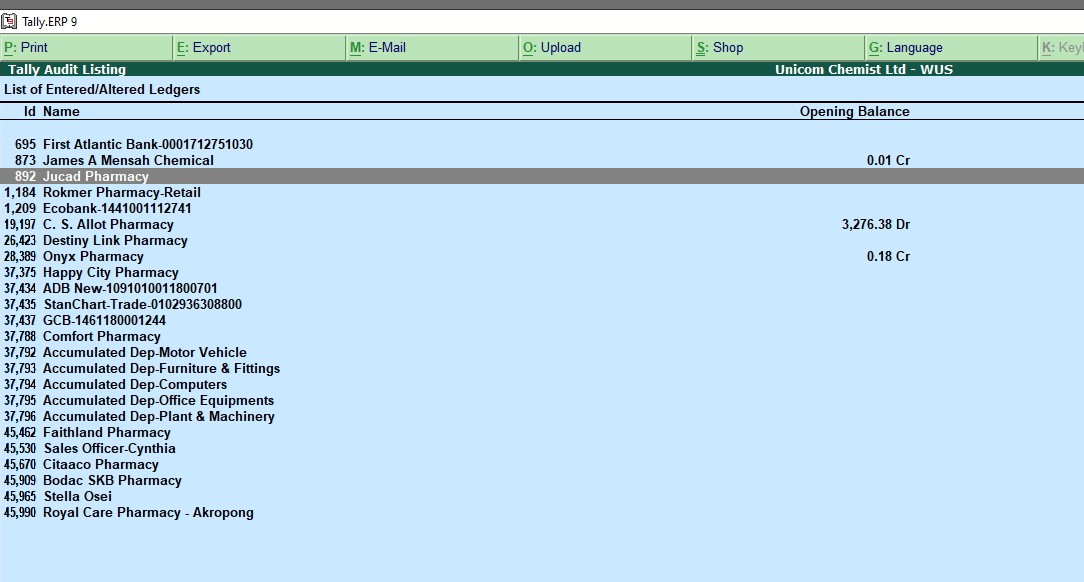 Tally.ERP 9
P: Print E: Export M: E-Mail O: Upload S: Shop G: Language K:
Tally Audit Listing Unicom Chemist Ltd - WUS
List of Entered/Altered Ledgers
Id Name Opening Balance
695 First Atlantic Bank-0001712751030
873 James A Mensah Chemical 0.01 Cr
892 Jucad Pharmacy
1,184 Rokmer Pharmacy-Retail
1,209 Ecobank-1441001112741
19,197 C. S. Allot Pharmacy 3,276.38 Dr
26,423 Destiny Link Pharmacy
28,389 Onyx Pharmacy 0.18 Cr
37,375 Happy City Pharmacy
37,434 ADB New-1091010011800701
37,435 StanChart-Trade-0102936308800
37,437 GCB-1461180001244
37,788 Comfort Pharmacy
37,792 Accumulated Dep-Motor Vehicle
37,793 Accumulated Dep-Furniture & Fittings
37,794 Accumulated Dep-Computers
37,795 Accumulated Dep-Office Equipments
37,796 Accumulated Dep-Plant & Machinery
45,462 Faithland Pharmacy
45,530 Sales Officer-Cynthia
45,670 Citaaco Pharmacy
45,909 Bodac SKB Pharmacy
45,965 Stella Osei
45,990 Royal Care Pharmacy - Akropong